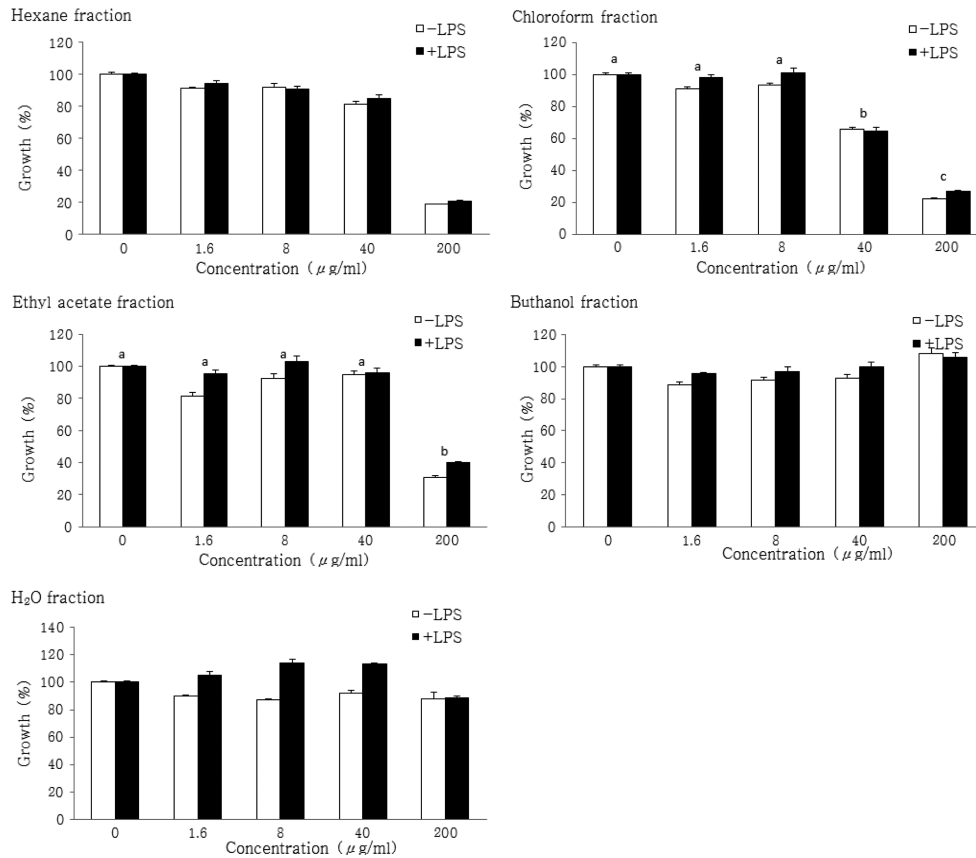 Hexane fraction
−LPS
+LPS
120
100
80
60
40
20
0
Growth (%)
0 1.6 8 40 200
Concentration (μg/ml)
Chloroform fraction
−LPS
+LPS
120
100
80
60
40
20
0
Growth (%)
a a a b c
0 1.6 8 40 200
Concentration (μg/ml)
Ethyl acetate fraction
−LPS
+LPS
120
100
80
60
40
20
0
Growth (%)
a a a a b
0 1.6 8 40 200
Concentration (μg/ml)
Buthanol fraction
−LPS
+LPS
120
100
80
60
40
20
0
Growth (%)
0 1.6 8 40 200
Concentration (μg/ml)
H₂O fraction
−LPS
+LPS
140
120
100
80
60
40
20
0
Growth (%)
0 1.6 8 40 200
Concentration (μg/ml)